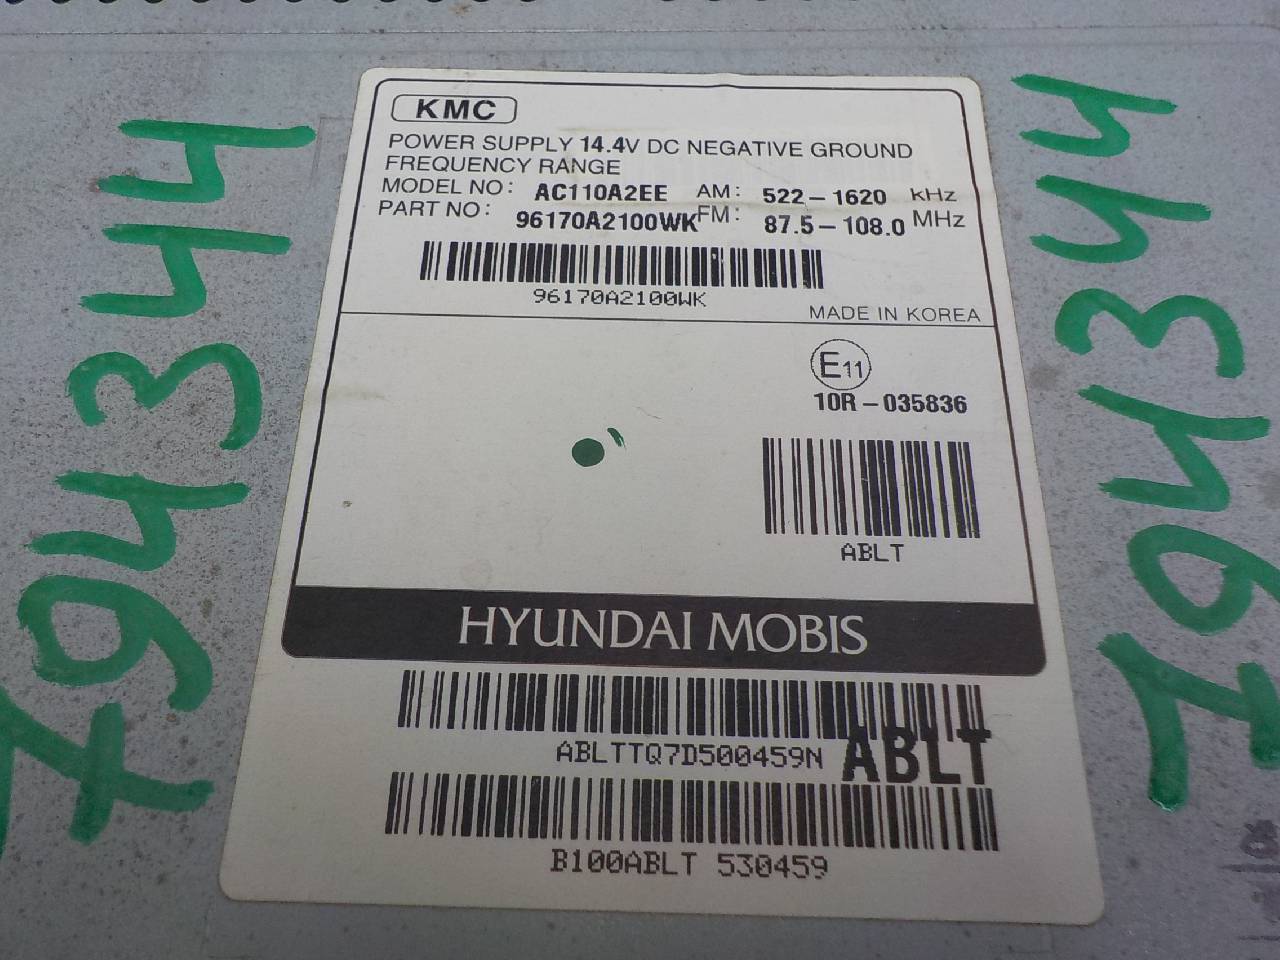 KMC
POWER SUPPLY 14.4V DC NEGATIVE GROUND
FREQUENCY RANGE
MODEL NO: AC110A2EE AM: 522-1620 kHz
PART NO: 96170A2100WK FM: 87.5-108.0 MHz
96170A2100WK
MADE IN KOREA
E11
10R-035836
ABLT
HYUNDAI MOBIS
ABLTTQ7D500459N ABLT
B100ABLT 530459
794344
794344